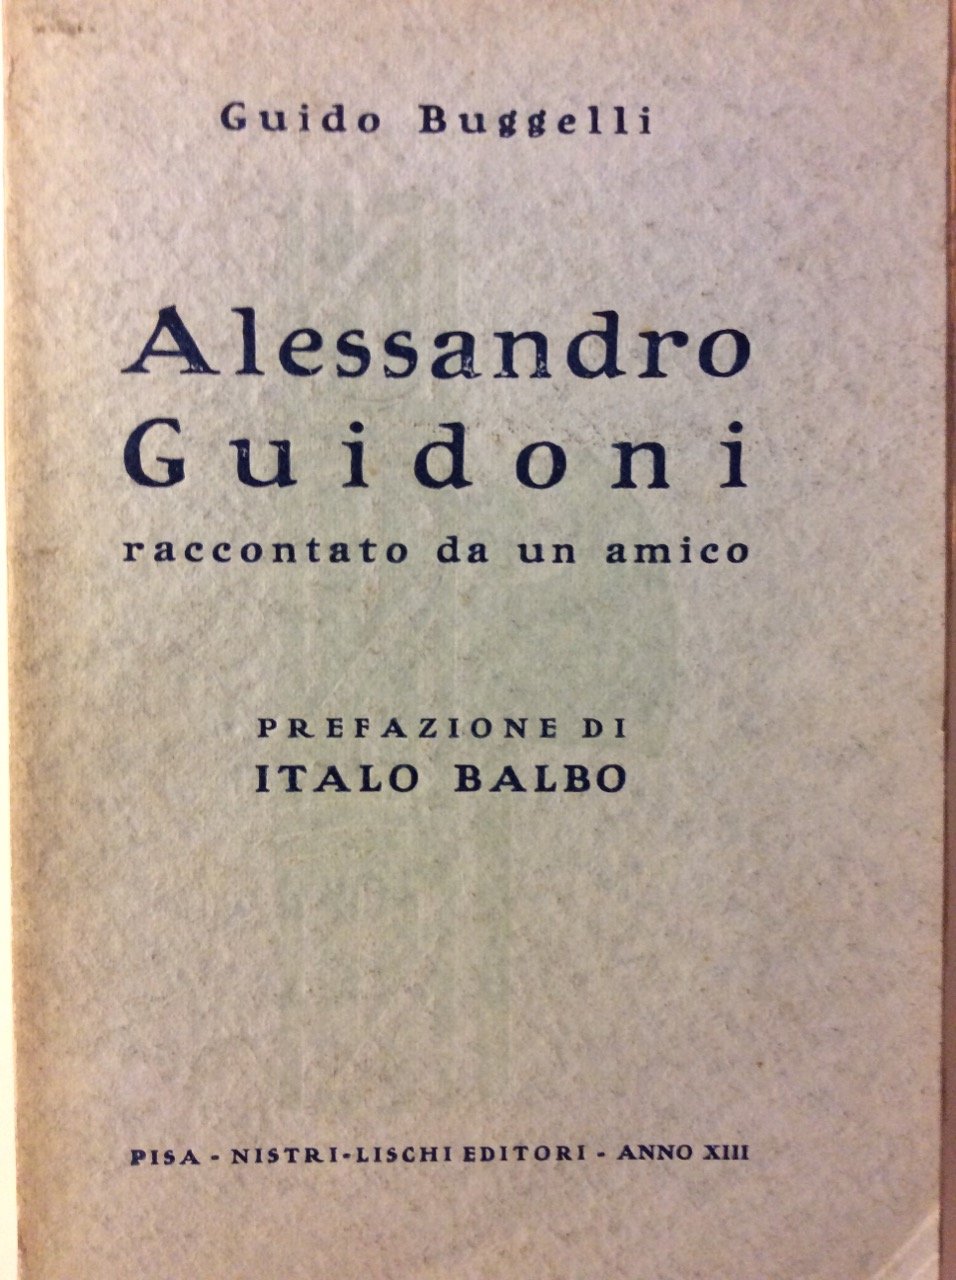 Guido Buggelli
Alessandro
Guidoni
raccontato da un amico
PREFAZIONE DI
ITALO BALBO
PISA - NISTRI-LISCHI EDITORI - ANNO XIII